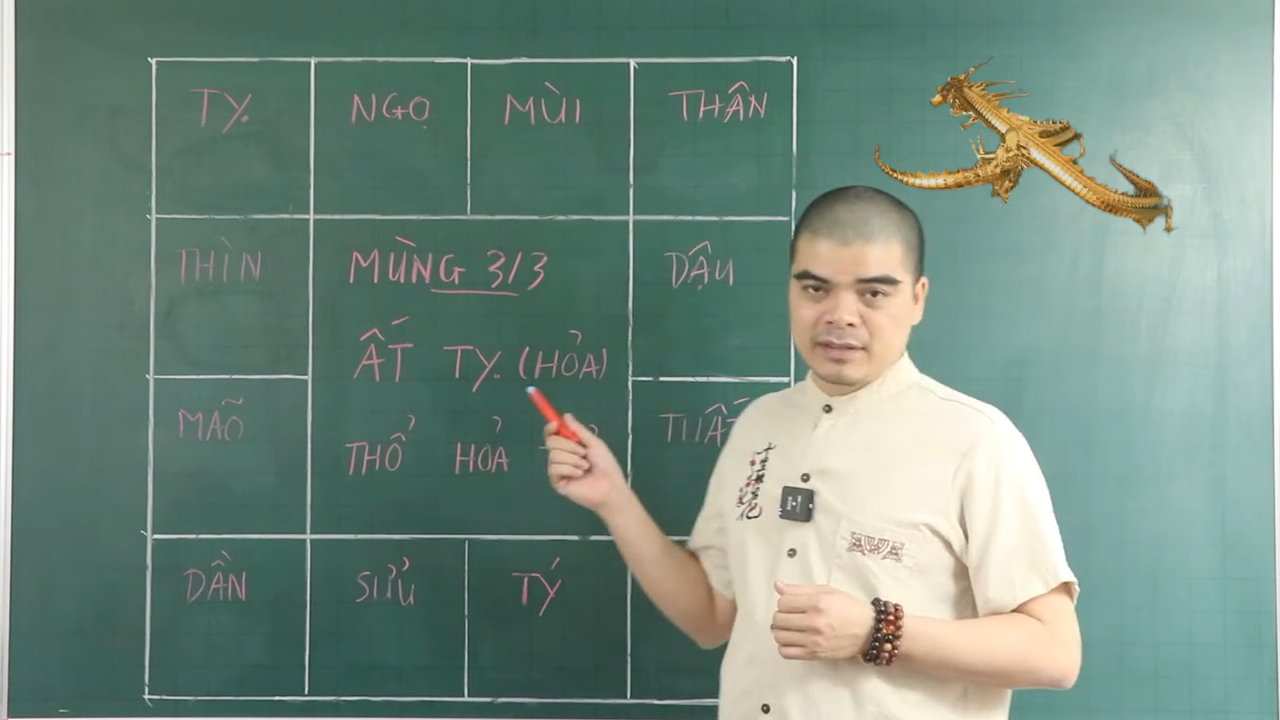 TỴ
NGỌ
MÙI
THÂN
THÌN
MÙNG 3/3
DẬU
ẤT TỴ (HỎA)
MÃO
THỔ HỎA
DẦN
SỬU
TÝ